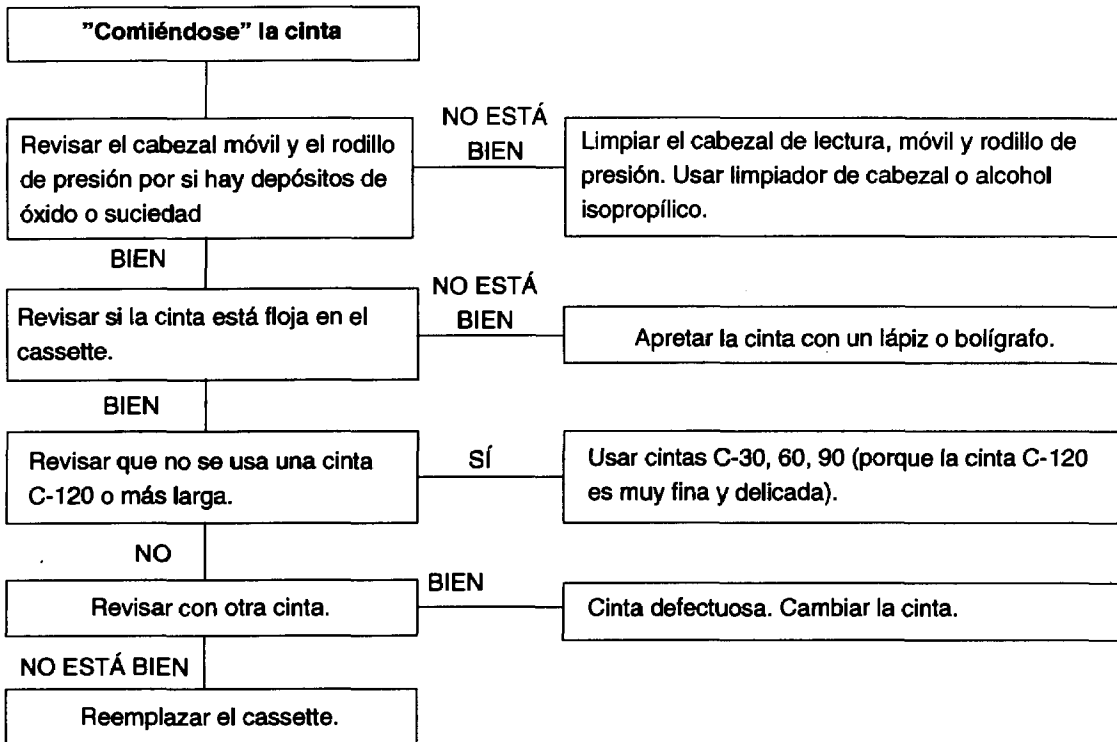 "Comiéndose" la cinta
Revisar el cabezal móvil y el rodillo
de presión por si hay depósitos de
óxido o suciedad
NO ESTÁ
BIEN
Limpiar el cabezal de lectura, móvil y rodillo de
presión. Usar limpiador de cabezal o alcohol
isopropílico.
BIEN
Revisar si la cinta está floja en el
cassette.
NO ESTÁ
BIEN
Apretar la cinta con un lápiz o bolígrafo.
BIEN
Revisar que no se usa una cinta
C-120 o más larga.
SÍ
Usar cintas C-30, 60, 90 (porque la cinta C-120
es muy fina y delicada).
NO
Revisar con otra cinta.
BIEN
Cinta defectuosa. Cambiar la cinta.
NO ESTÁ BIEN
Reemplazar el cassette.